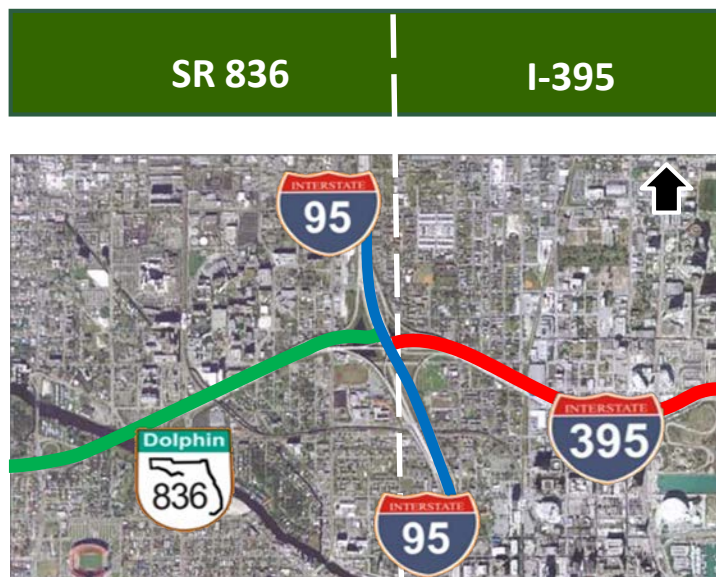 SR 836
I-395
INTERSTATE
95
INTERSTATE
395
Dolphin
836
INTERSTATE
95